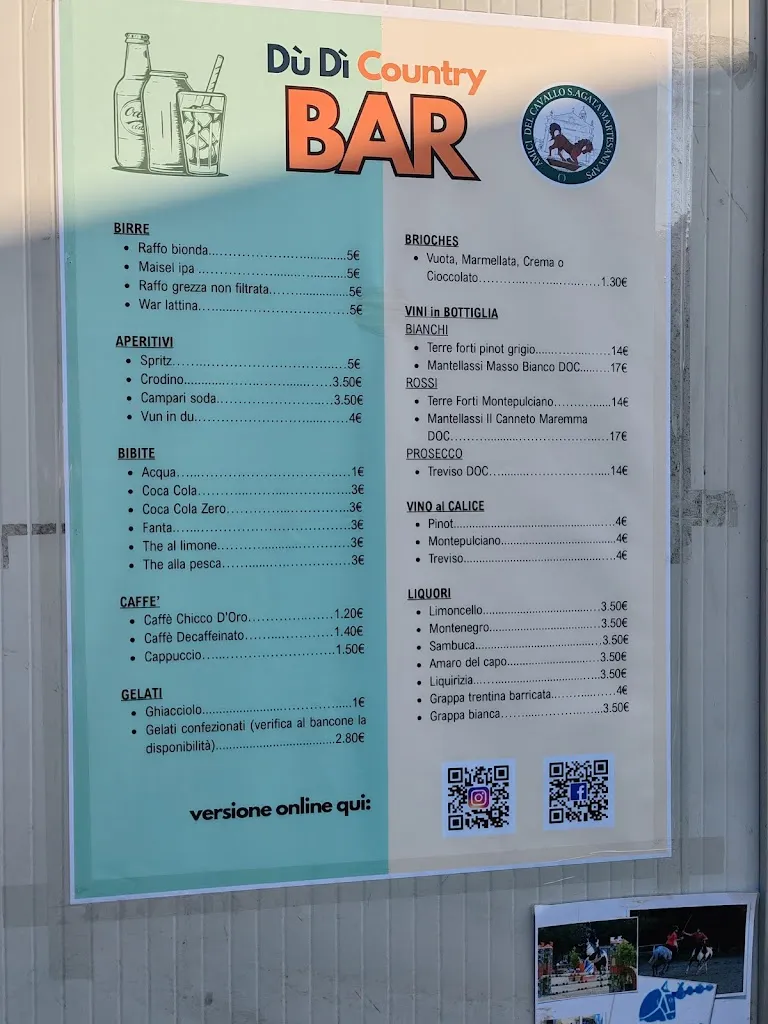 Dù Dì Country
BAR
AMICI DEL CAVALLO S.AGATA MARTESANA APS
BIRRE
• Raffo bionda.................................5€
• Maisel ipa.................................5€
• Raffo grezza non filtrata.................................5€
• War lattina.................................5€
APERITIVI
• Spritz.................................5€
• Crodino.................................3.50€
• Campari soda.................................3.50€
• Vun in du.................................4€
BIBITE
• Acqua.................................1€
• Coca Cola.................................3€
• Coca Cola Zero.................................3€
• Fanta.................................3€
• The al limone.................................3€
• The alla pesca.................................3€
CAFFE'
• Caffè Chicco D'Oro.................................1.20€
• Caffè Decaffeinato.................................1.40€
• Cappuccio.................................1.50€
GELATI
• Ghiacciolo.................................1€
• Gelati confezionati (verifica al bancone la
disponibilità).................................2.80€
BRIOCHES
• Vuota, Marmellata, Crema o
Cioccolato.................................1.30€
VINI in BOTTIGLIA
BIANCHI
• Terre forti pinot grigio.................................14€
• Mantellassi Masso Bianco DOC.................................17€
ROSSI
• Terre Forti Montepulciano.................................14€
• Mantellassi Il Canneto Maremma
DOC.................................17€
PROSECCO
• Treviso DOC.................................14€
VINO al CALICE
• Pinot.................................4€
• Montepulciano.................................4€
• Treviso.................................4€
LIQUORI
• Limoncello.................................3.50€
• Montenegro.................................3.50€
• Sambuca.................................3.50€
• Amaro del capo.................................3.50€
• Liquirizia.................................3.50€
• Grappa trentina barricata.................................4€
• Grappa bianca.................................3.50€
versione online qui: